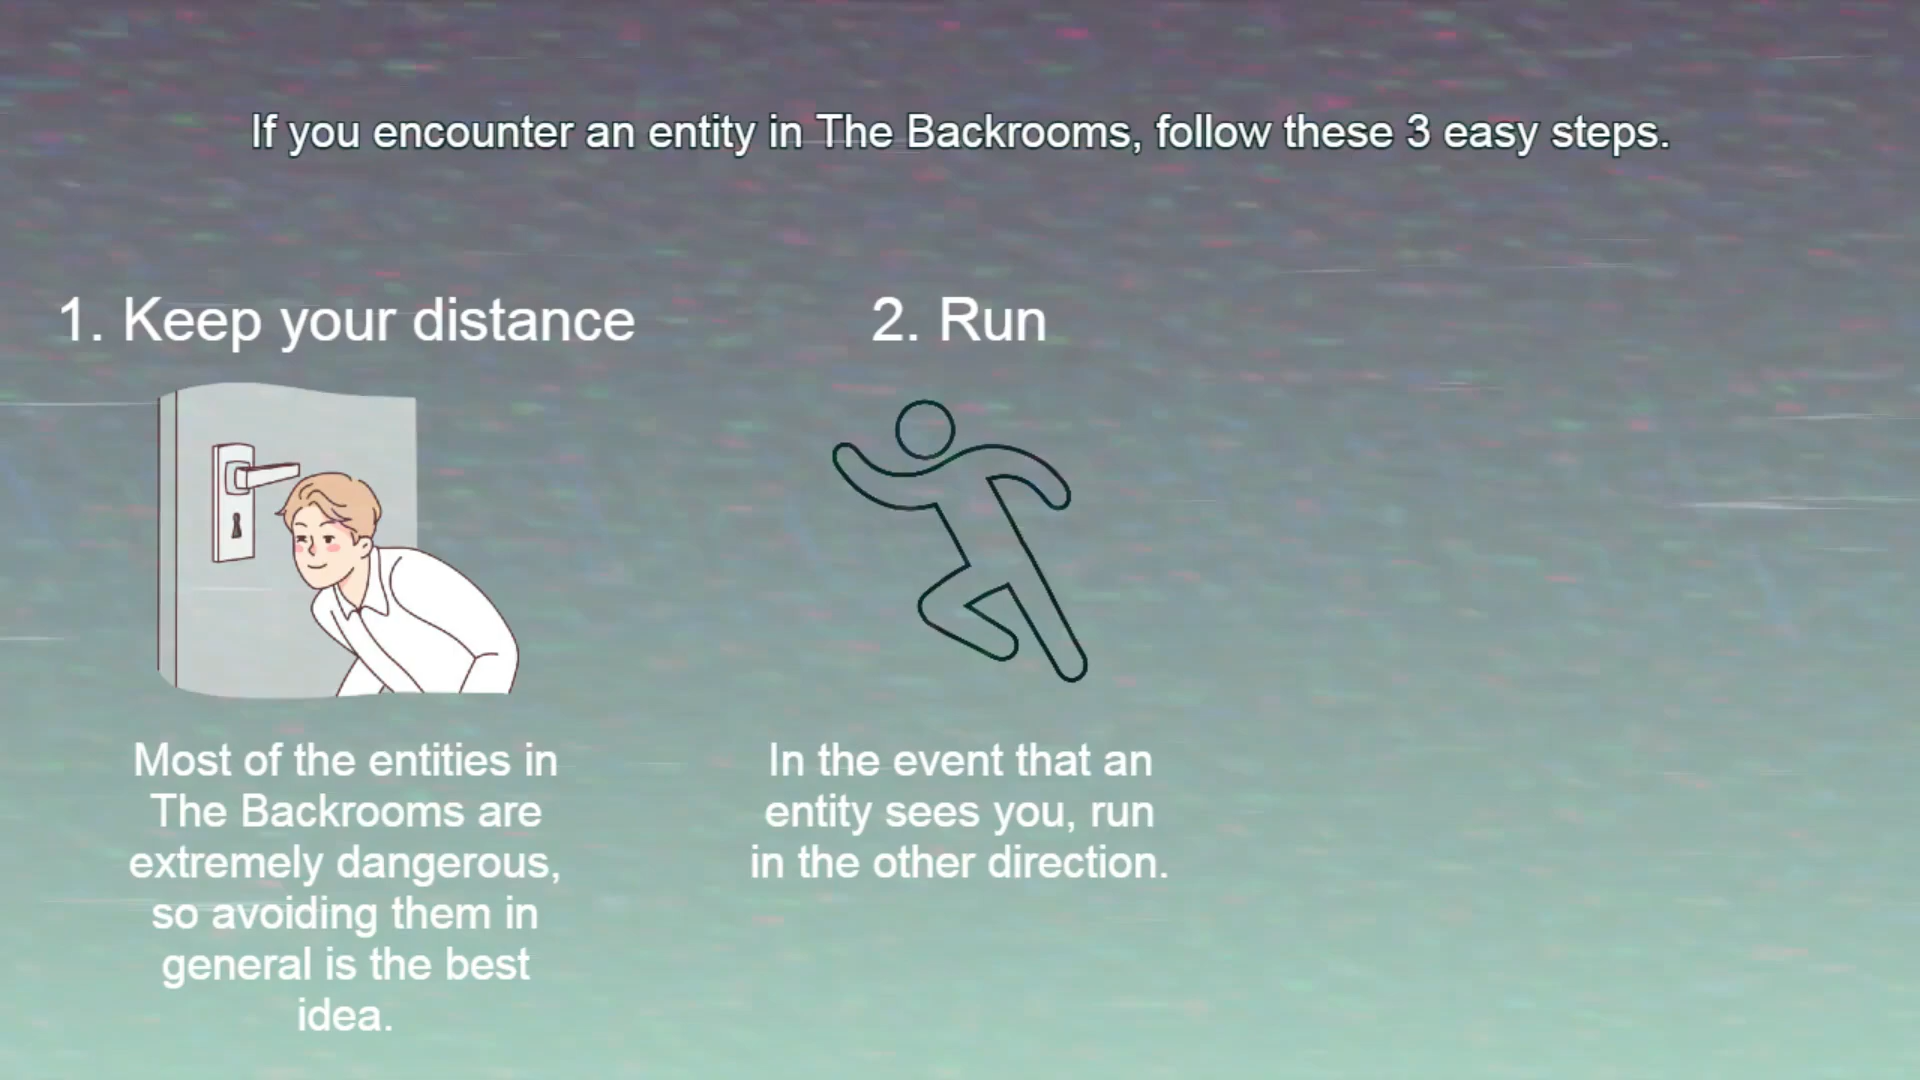 If you encounter an entity in The Backrooms, follow these 3 easy steps.
1. Keep your distance
Most of the entities in
The Backrooms are
extremely dangerous,
so avoiding them in
general is the best
idea.
2. Run
In the event that an
entity sees you, run
in the other direction.